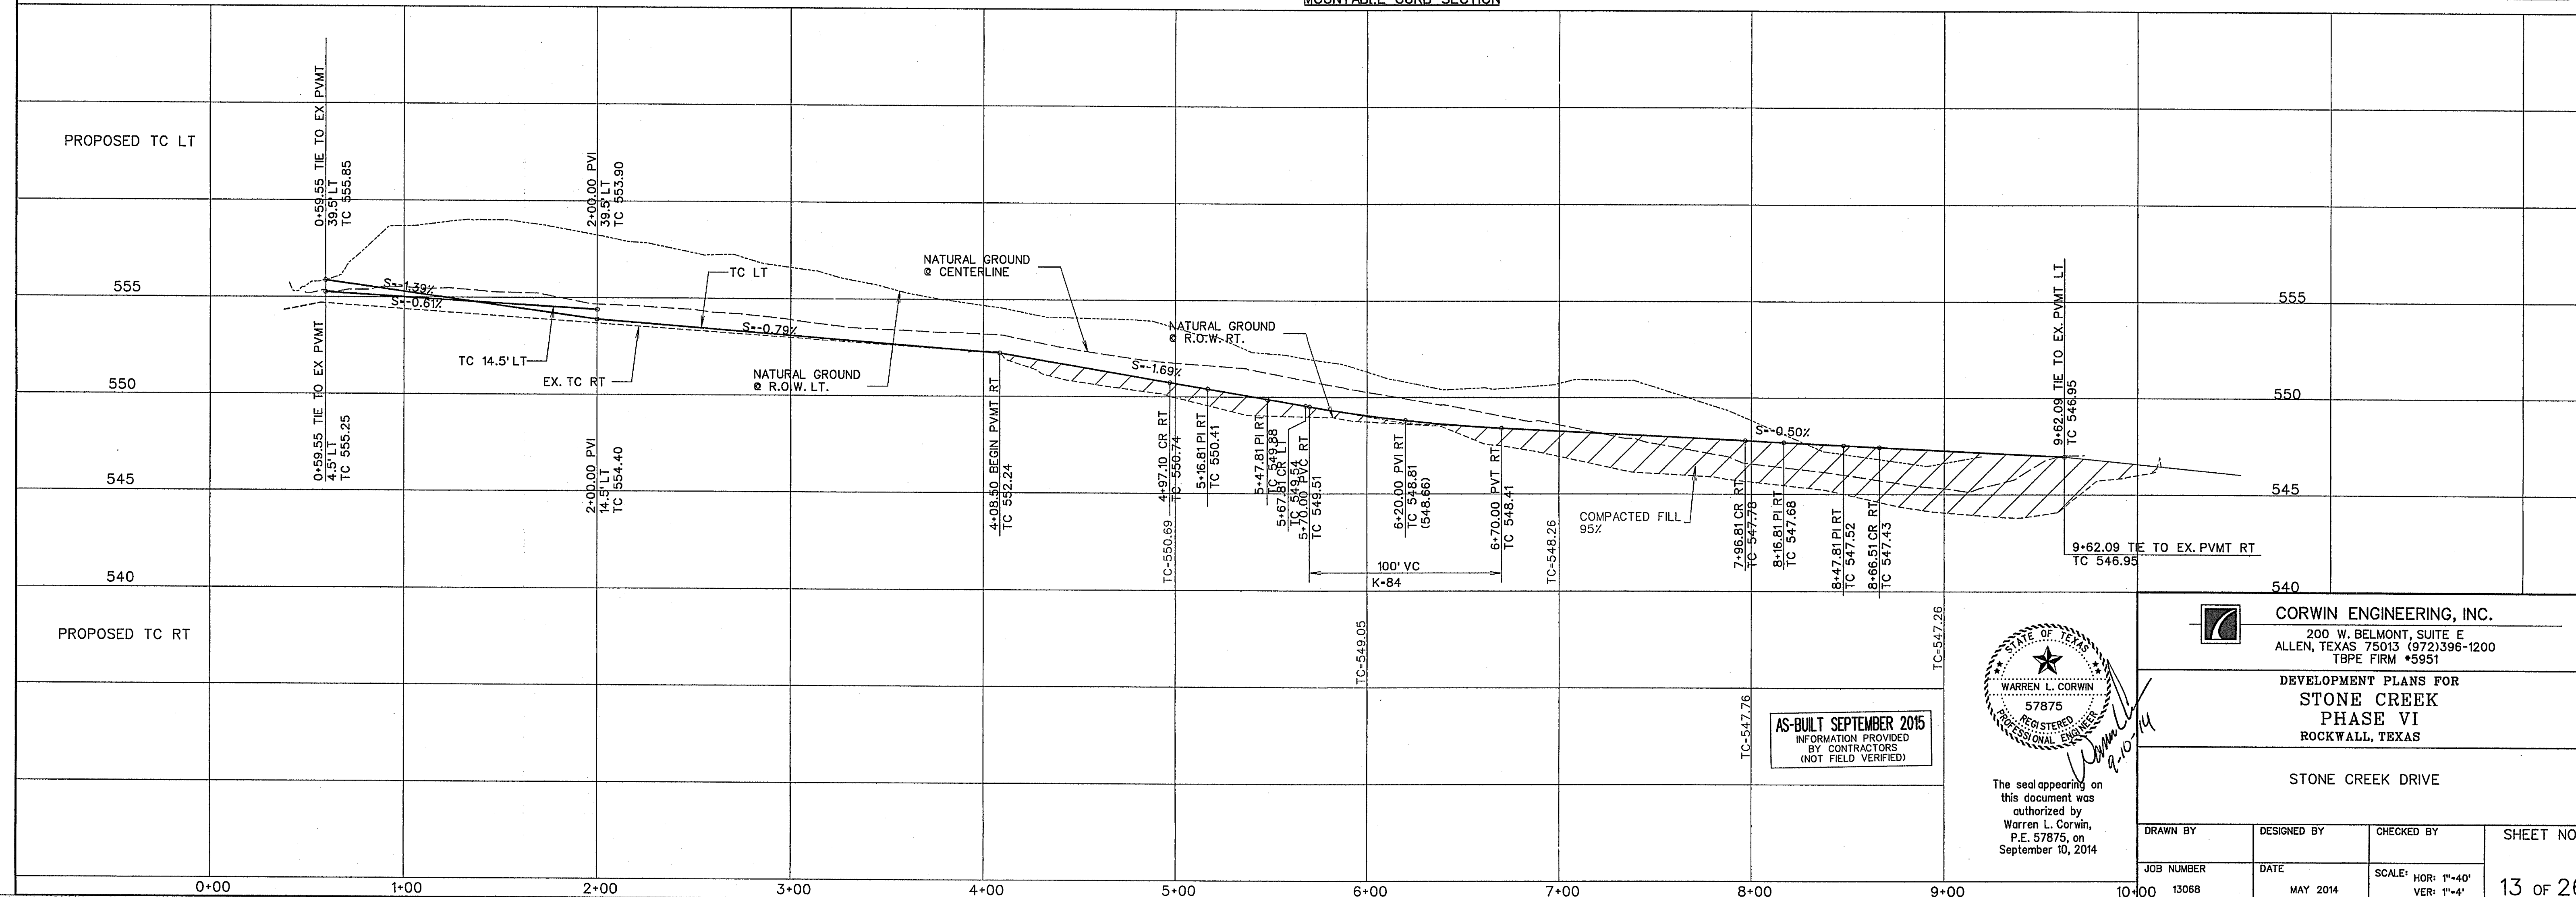 MOUNTABLE CURB SECTION
PROPOSED TC LT
0+59.55 TIE TO EX PVMT
39.5' LT
TC 555.85
2+00.00 PVI
39.5' LT
TC 553.90
555
S=-1.39%
S=-0.61%
TC LT
S=-0.79%
TC 14.5' LT
EX. TC RT
NATURAL GROUND
@ CENTERLINE
NATURAL GROUND
@ R.O.W. LT.
NATURAL GROUND
@ R.O.W. RT.
S=-1.69%
S=-0.50%
9+62.09 TIE TO EX. PVMT LT
TC 546.95
555
550
550
545
545
540
540
0+59.55 TIE TO EX PVMT
4.5' LT
TC 555.25
2+00.00 PVI
14.5' LT
TC 554.40
4+08.50 BEGIN PVMT RT
TC 552.24
4+97.10 CR RT
TC 550.74
TC=550.69
5+16.81 PI RT
TC 550.41
5+47.81 PI RT
TC 549.88
5+67.81 CR LT
TC 549.54
5+70.00 PVC RT
TC 549.51
6+20.00 PVI RT
TC 548.81
(548.66)
6+70.00 PVT RT
TC 548.41
100' VC
K=84
TC=548.26
COMPACTED FILL
95%
7+96.81 CR RT
TC 547.78
8+16.81 PI RT
TC 547.68
8+47.81 PI RT
TC 547.52
8+66.51 CR RT
TC 547.43
9+62.09 TIE TO EX. PVMT RT
TC 546.95
PROPOSED TC RT
TC=549.05
TC=547.76
TC=547.26
AS-BUILT SEPTEMBER 2015
INFORMATION PROVIDED
BY CONTRACTORS
(NOT FIELD VERIFIED)
STATE OF TEXAS
WARREN L. CORWIN
57875
REGISTERED
PROFESSIONAL ENGINEER
9-10-14
The seal appearing on
this document was
authorized by
Warren L. Corwin,
P.E. 57875, on
September 10, 2014
CORWIN ENGINEERING, INC.
200 W. BELMONT, SUITE E
ALLEN, TEXAS 75013 (972)396-1200
TBPE FIRM #5951
DEVELOPMENT PLANS FOR
STONE CREEK
PHASE VI
ROCKWALL, TEXAS
STONE CREEK DRIVE
DRAWN BY
DESIGNED BY
CHECKED BY
SHEET NO
JOB NUMBER
13068
DATE
MAY 2014
SCALE: HOR: 1"=40'
VER: 1"=4'
13 OF 26
0+00 1+00 2+00 3+00 4+00 5+00 6+00 7+00 8+00 9+00 10+00